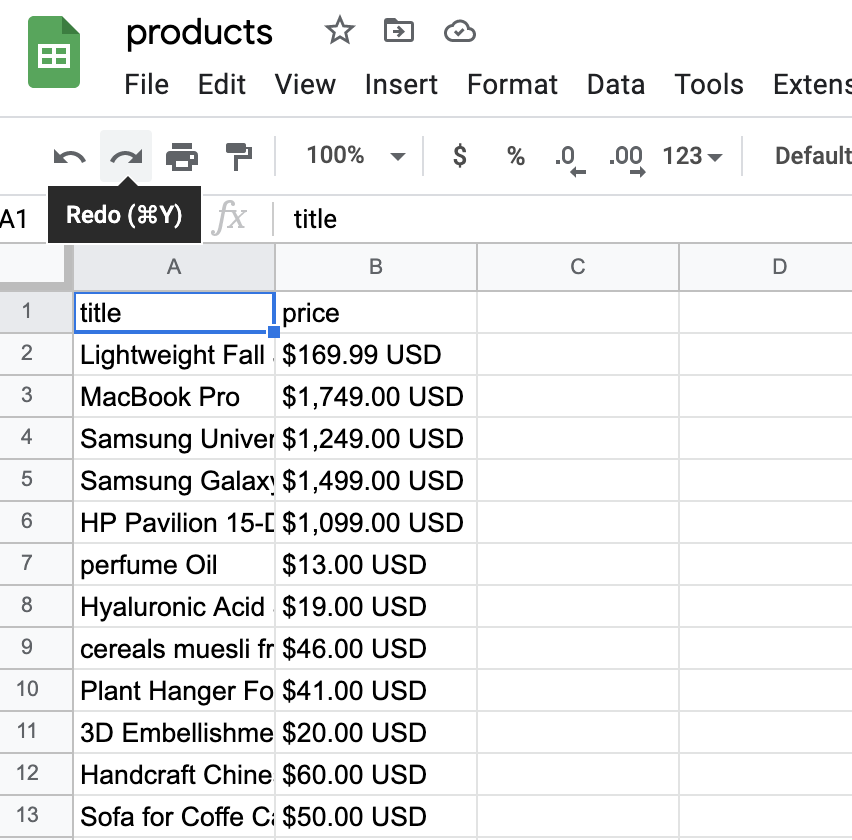 products
File Edit View Insert Format Data Tools Extens
100% $ % .0 .00 123 Default
Redo (⌘Y)
A1 fx title
A B C D
1 title price
2 Lightweight Fall $169.99 USD
3 MacBook Pro $1,749.00 USD
4 Samsung Univer $1,249.00 USD
5 Samsung Galaxy $1,499.00 USD
6 HP Pavilion 15-D $1,099.00 USD
7 perfume Oil $13.00 USD
8 Hyaluronic Acid $19.00 USD
9 cereals muesli fr $46.00 USD
10 Plant Hanger Fo $41.00 USD
11 3D Embellishme $20.00 USD
12 Handcraft Chine $60.00 USD
13 Sofa for Coffe Ca $50.00 USD